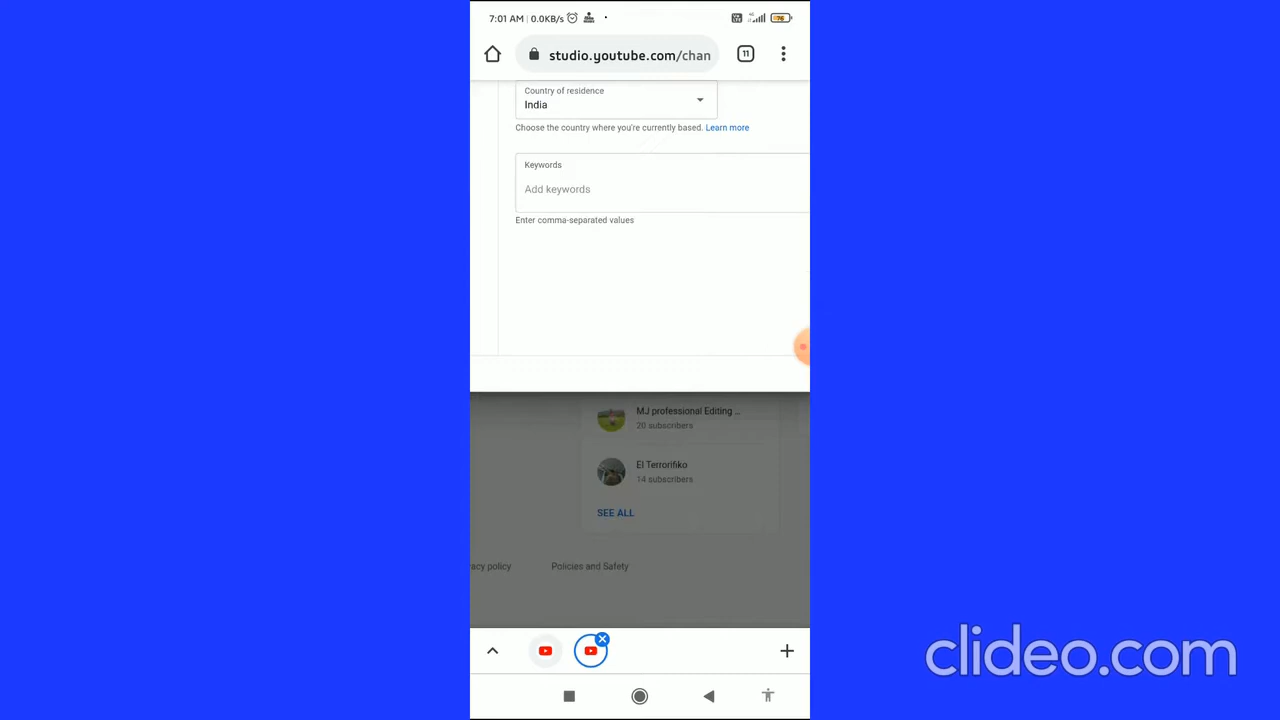 7:01 AM | 0.0KB/s
76
studio.youtube.com/chan
11
Country of residence
India
Choose the country where you're currently based. Learn more
Keywords
Add keywords
Enter comma-separated values
MJ professional Editing ...
20 subscribers
El Terrorifiko
14 subscribers
SEE ALL
acy policy
Policies and Safety
clideo.com